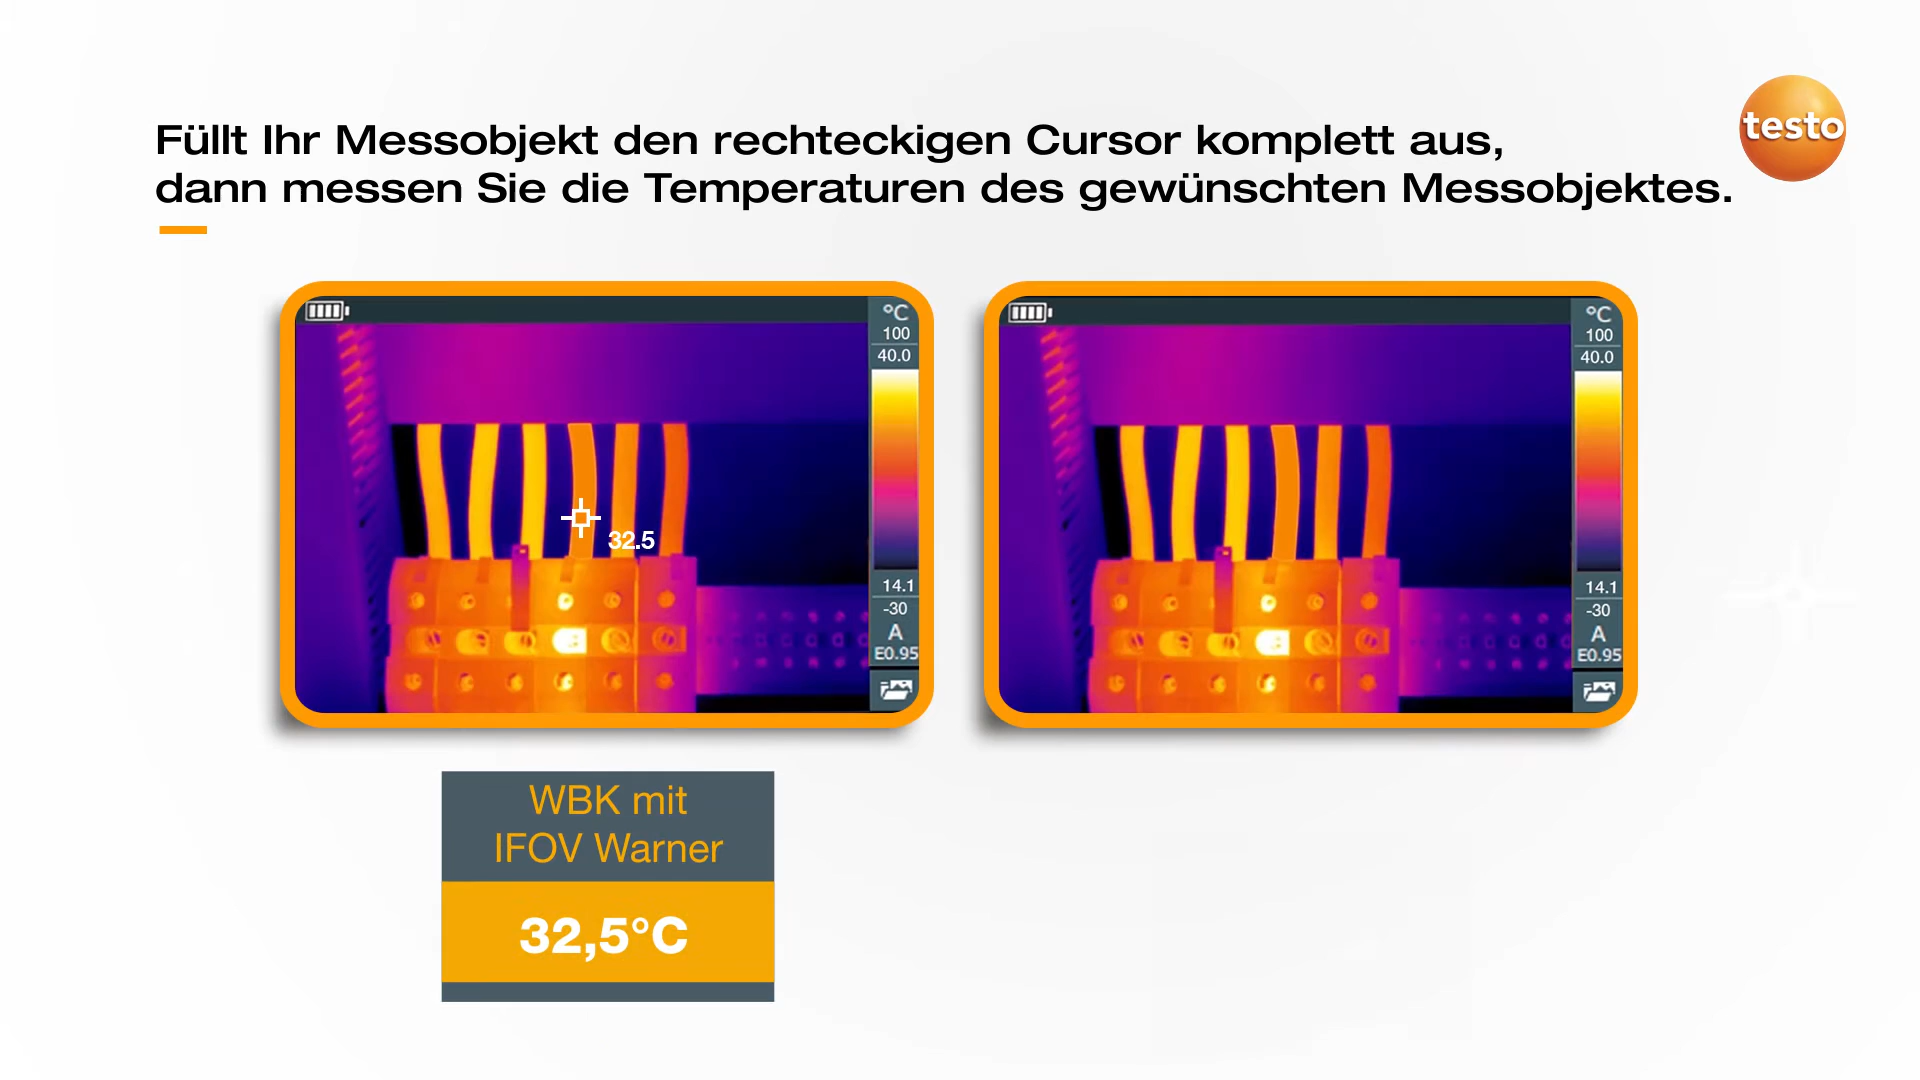 Füllt Ihr Messobjekt den rechteckigen Cursor komplett aus,
dann messen Sie die Temperaturen des gewünschten Messobjektes.
testo
°C
100
40.0
32.5
14.1
-30
A
E0.95
°C
100
40.0
14.1
-30
A
E0.95
WBK mit
IFOV Warner
32,5°C